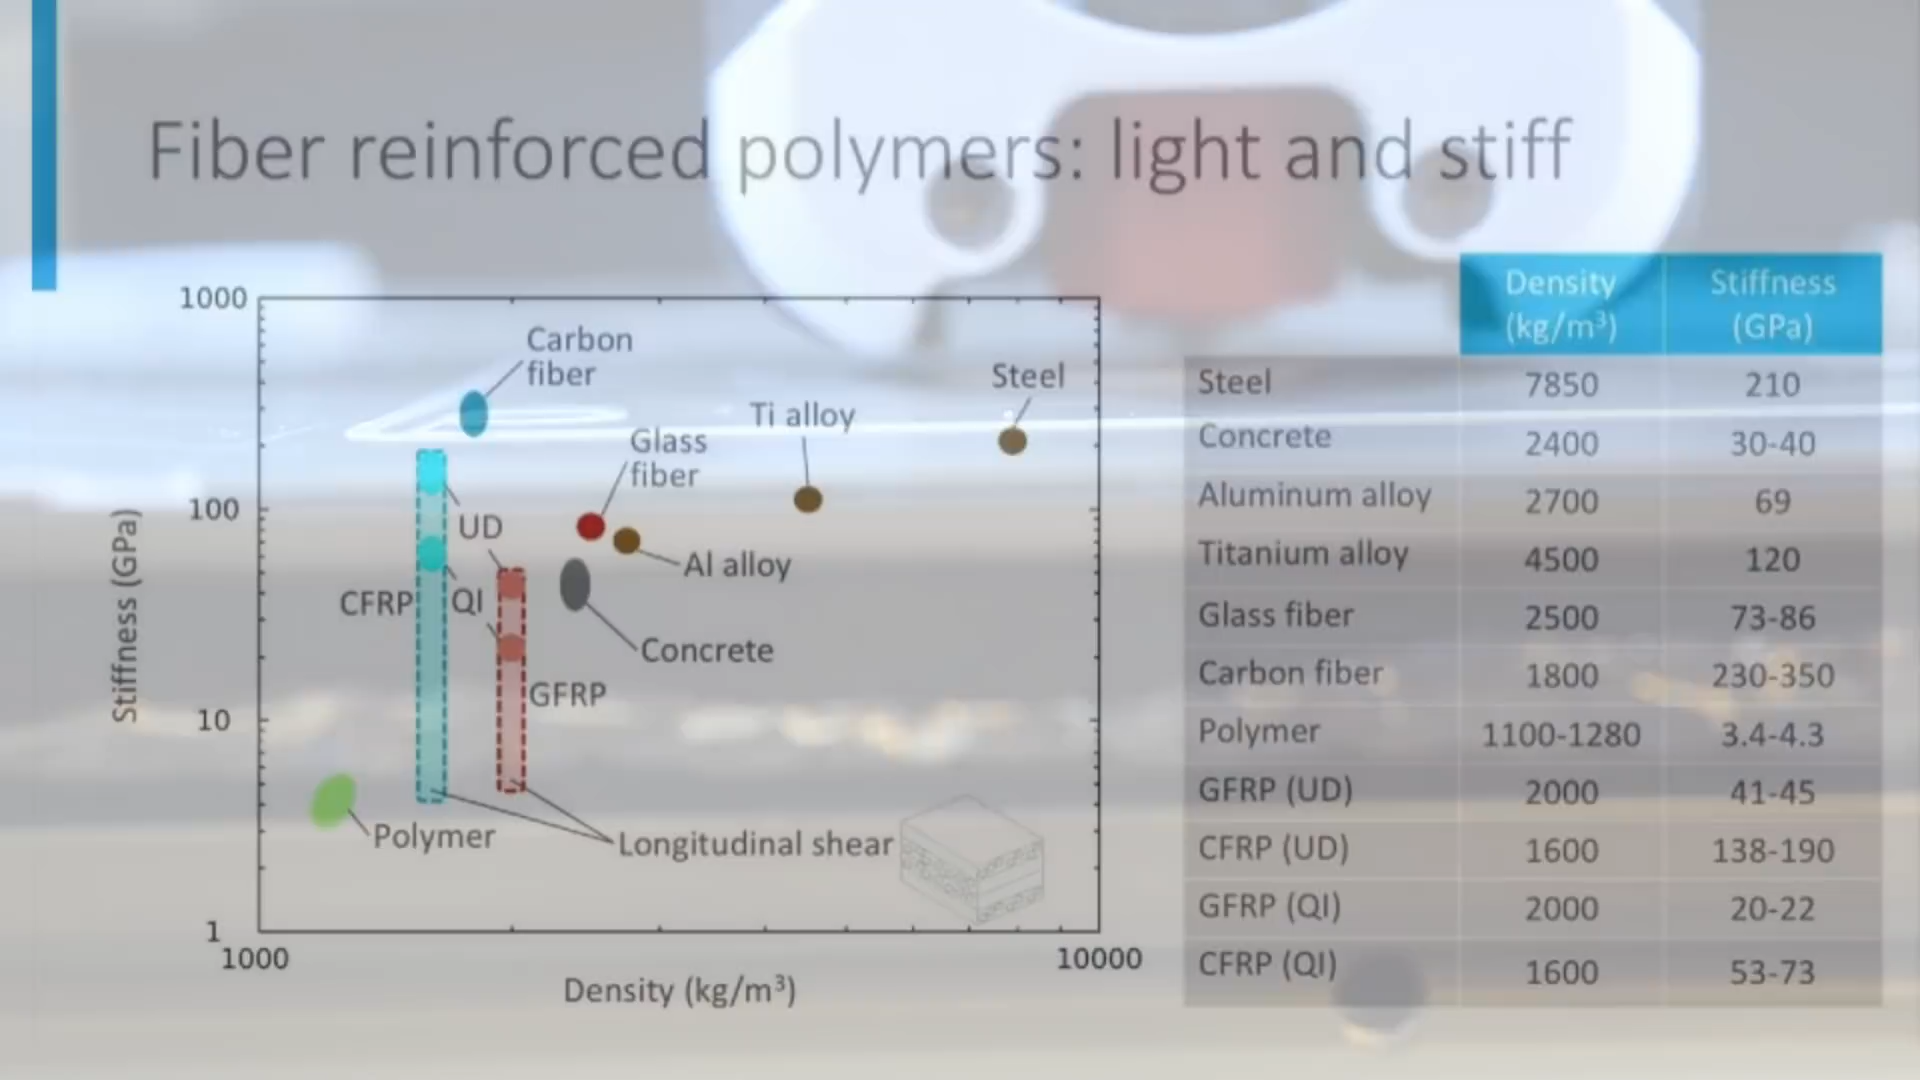 Fiber reinforced polymers: light and stiff
1000
100
10
1
Stiffness (GPa)
1000
10000
Density (kg/m³)
Carbon
fiber
Glass
fiber
Ti alloy
Steel
UD
Al alloy
CFRP
QI
Concrete
GFRP
Polymer
Longitudinal shear
Density
(kg/m³)
Stiffness
(GPa)
Steel 7850 210
Concrete 2400 30-40
Aluminum alloy 2700 69
Titanium alloy 4500 120
Glass fiber 2500 73-86
Carbon fiber 1800 230-350
Polymer 1100-1280 3.4-4.3
GFRP (UD) 2000 41-45
CFRP (UD) 1600 138-190
GFRP (QI) 2000 20-22
CFRP (QI) 1600 53-73